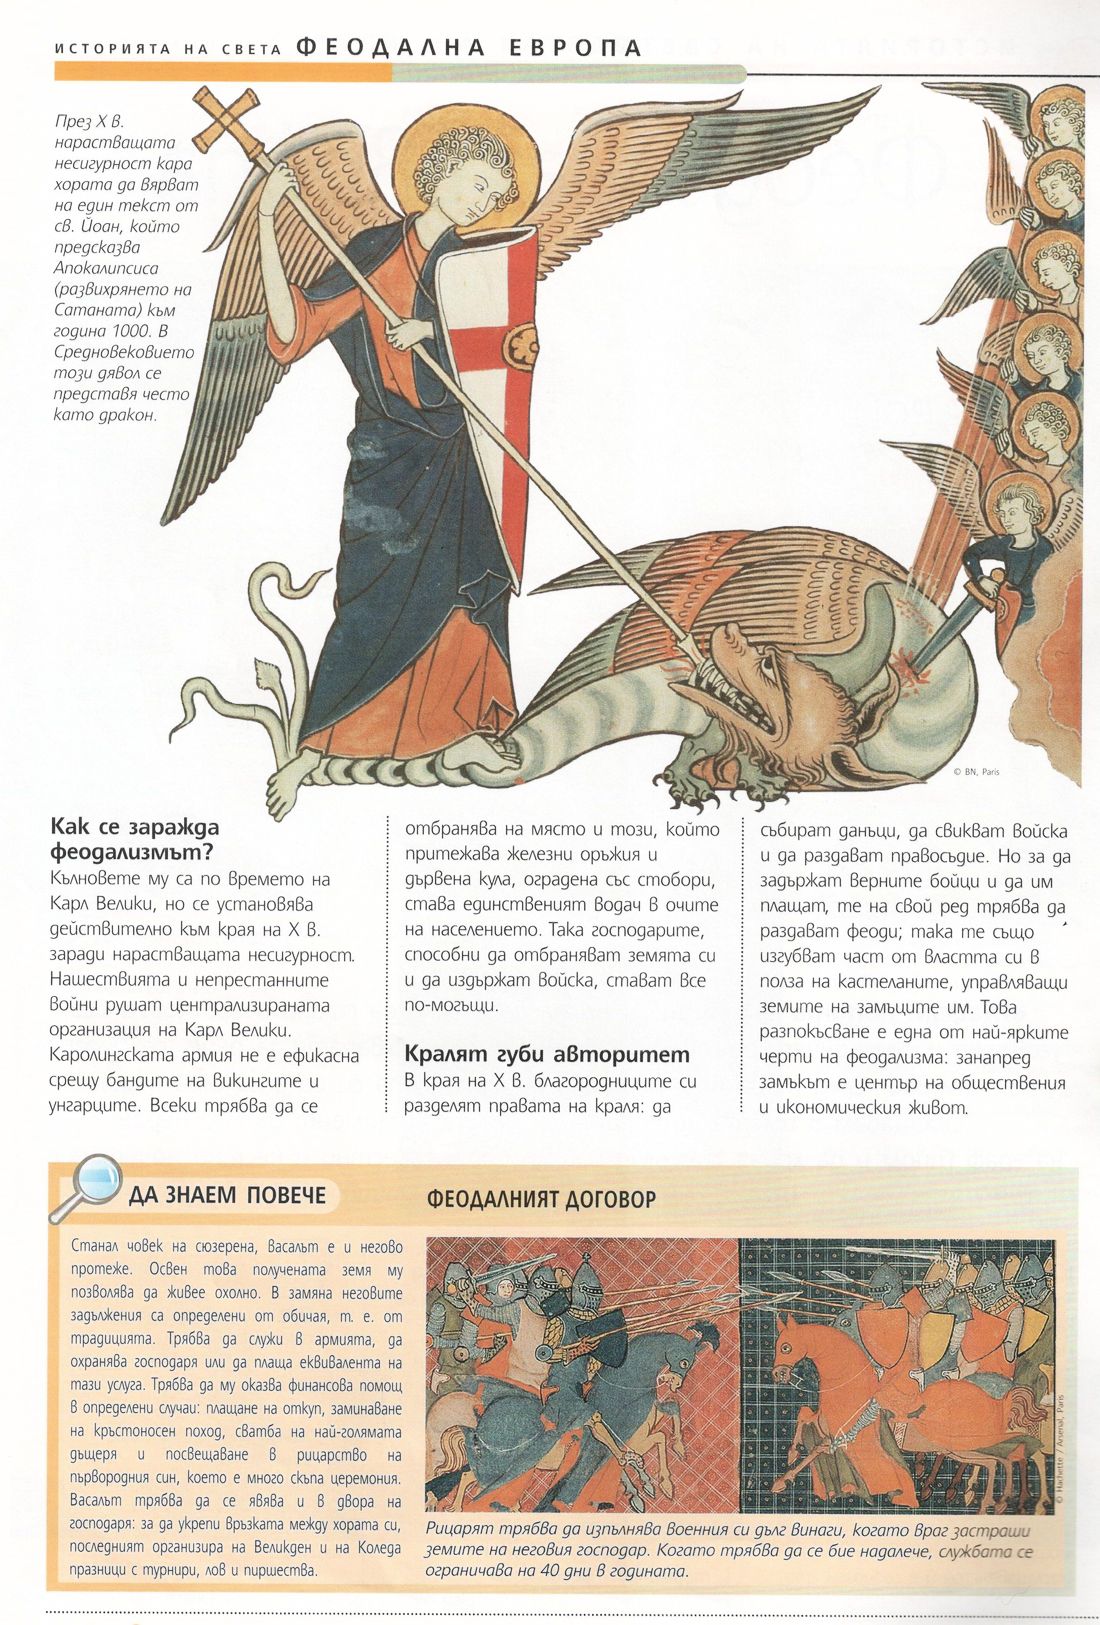 ИСТОРИЯТА НА СВЕТА ФЕОДАЛНА ЕВРОПА
През X в.
нарастващата
несигурност кара
хората да вярват
на един текст от
св. Йоан, който
предсказва
Апокалипсиса
(развихрянето на
Сатаната) към
година 1000. В
Средновековието
този дявол се
представя често
като дракон.
© BN, Paris
Как се заражда
феодализмът?
Кълновете му са по времето на
Карл Велики, но се установява
действително към края на X в.
заради нарастващата несигурност.
Нашествията и непрестанните
войни рушат централизираната
организация на Карл Велики.
Каролингската армия не е ефикасна
срещу бандите на викингите и
унгарците. Всеки трябва да се
отбранява на място и този, който
притежава железни оръжия и
дървена кула, оградена със стобори,
става единственият водач в очите
на населението. Така господарите,
способни да отбраняват земята си
и да издържат войска, стават все
по-могъщи.
Кралят губи авторитет
В края на X в. благородниците си
разделят правата на краля: да
събират данъци, да свикват войска
и да раздават правосъдие. Но за да
задържат верните бойци и да им
плащат, те на свой ред трябва да
раздават феоди; така те също
изгубват част от властта си в
полза на кастеланите, управляващи
земите на замъците им. Това
разпокъсване е една от най-ярките
черти на феодализма: занапред
замъкът е център на обществения
и икономическия живот.
ДА ЗНАЕМ ПОВЕЧЕ
ФЕОДАЛНИЯТ ДОГОВОР
Станал човек на сюзерена, васалът е и негово
протеже. Освен това получената земя му
позволява да живее охолно. В замяна неговите
задължения са определени от обичая, т. е. от
традицията. Трябва да служи в армията, да
охранява господаря или да плаща еквивалента на
тази услуга. Трябва да му оказва финансова помощ
в определени случаи: плащане на откуп, заминаване
на кръстоносен поход, сватба на най-голямата
дъщеря и посвещаване в рицарство на
първородния син, което е много скъпа церемония.
Васалът трябва да се явява и в двора на
господаря: за да укрепи връзката между хората си,
последният организира на Великден и на Коледа
празници с турнири, лов и пиршества.
© Hachette / Arsenal, Paris
Рицарят трябва да изпълнява военния си дълг винаги, когато враг застраши
земите на неговия господар. Когато трябва да се бие надалече, службата се
ограничава на 40 дни в годината.